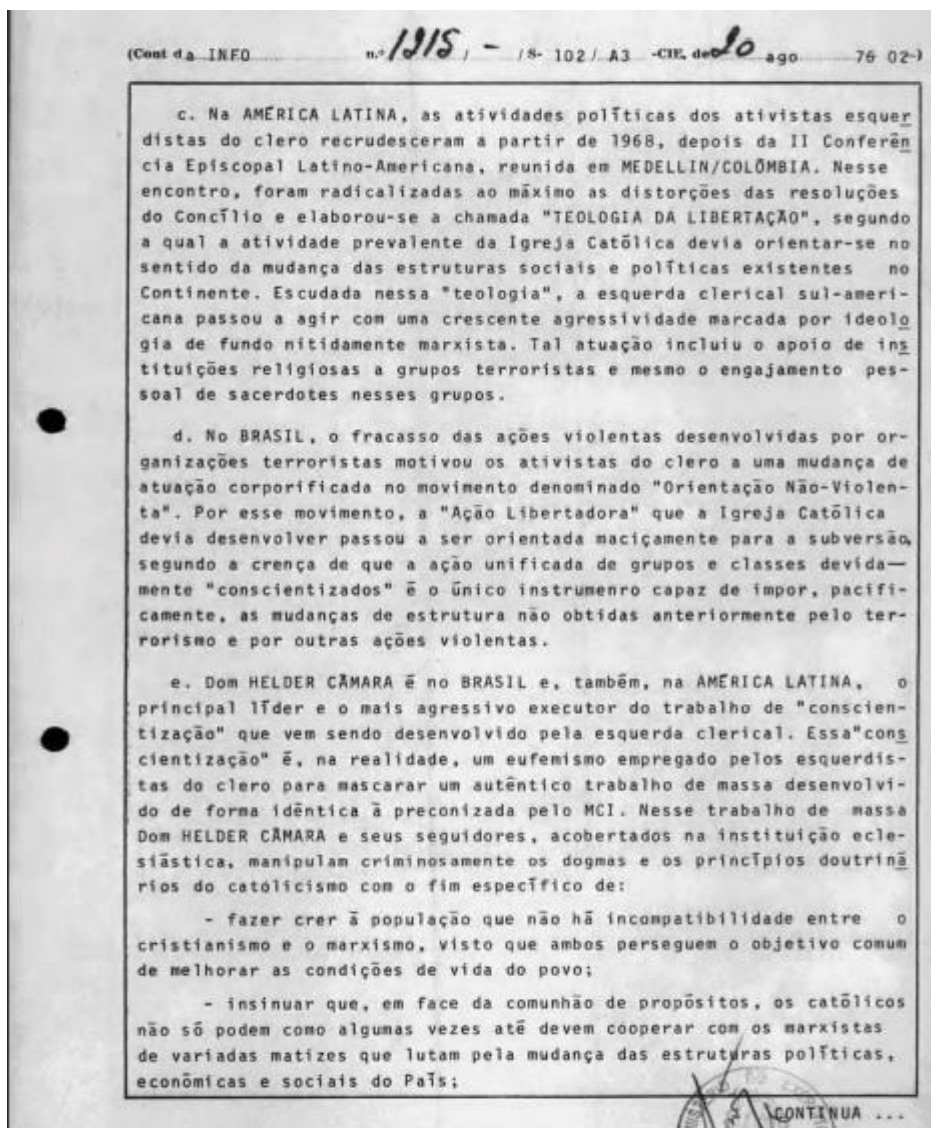 (Cont da INFO n.º 1215 / - / S- 102 / A3 -CIE, de 20 ago 76 02-)
c. Na AMÉRICA LATINA, as atividades políticas dos ativistas esquer
distas do clero recrudesceram a partir de 1968, depois da II Conferên
cia Episcopal Latino-Americana, reunida em MEDELLIN/COLÔMBIA. Nesse
encontro, foram radicalizadas ao máximo as distorções das resoluções
do Concílio e elaborou-se a chamada "TEOLOGIA DA LIBERTAÇÃO", segundo
a qual a atividade prevalente da Igreja Católica devia orientar-se no
sentido da mudança das estruturas sociais e políticas existentes no
Continente. Escudada nessa "teologia", a esquerda clerical sul-ameri-
cana passou a agir com uma crescente agressividade marcada por ideolo
gia de fundo nitidamente marxista. Tal atuação incluiu o apoio de ins
tituições religiosas a grupos terroristas e mesmo o engajamento pes-
soal de sacerdotes nesses grupos.
d. No BRASIL, o fracasso das ações violentas desenvolvidas por or-
ganizações terroristas motivou os ativistas do clero a uma mudança de
atuação corporificada no movimento denominado "Orientação Não-Violen-
ta". Por esse movimento, a "Ação Libertadora" que a Igreja Católica
devia desenvolver passou a ser orientada maciçamente para a subversão,
segundo a crença de que a ação unificada de grupos e classes devida—
mente "conscientizados" é o único instrumenro capaz de impor, pacifi-
camente, as mudanças de estrutura não obtidas anteriormente pelo ter-
rorismo e por outras ações violentas.
e. Dom HELDER CÂMARA é no BRASIL e, também, na AMÉRICA LATINA, o
principal líder e o mais agressivo executor do trabalho de "conscien-
tização" que vem sendo desenvolvido pela esquerda clerical. Essa"cons
cientização" é, na realidade, um eufemismo empregado pelos esquerdis-
tas do clero para mascarar um autêntico trabalho de massa desenvolvi-
do de forma idêntica à preconizada pelo MCI. Nesse trabalho de massa
Dom HELDER CÂMARA e seus seguidores, acobertados na instituição ecle-
siástica, manipulam criminosamente os dogmas e os princípios doutriná
rios do catolicismo com o fim específico de:
- fazer crer à população que não há incompatibilidade entre o
cristianismo e o marxismo, visto que ambos perseguem o objetivo comum
de melhorar as condições de vida do povo;
- insinuar que, em face da comunhão de propósitos, os católicos
não só podem como algumas vezes até devem cooperar com os marxistas
de variadas matizes que lutam pela mudança das estruturas políticas,
econômicas e sociais do País;
CONTINUA ...